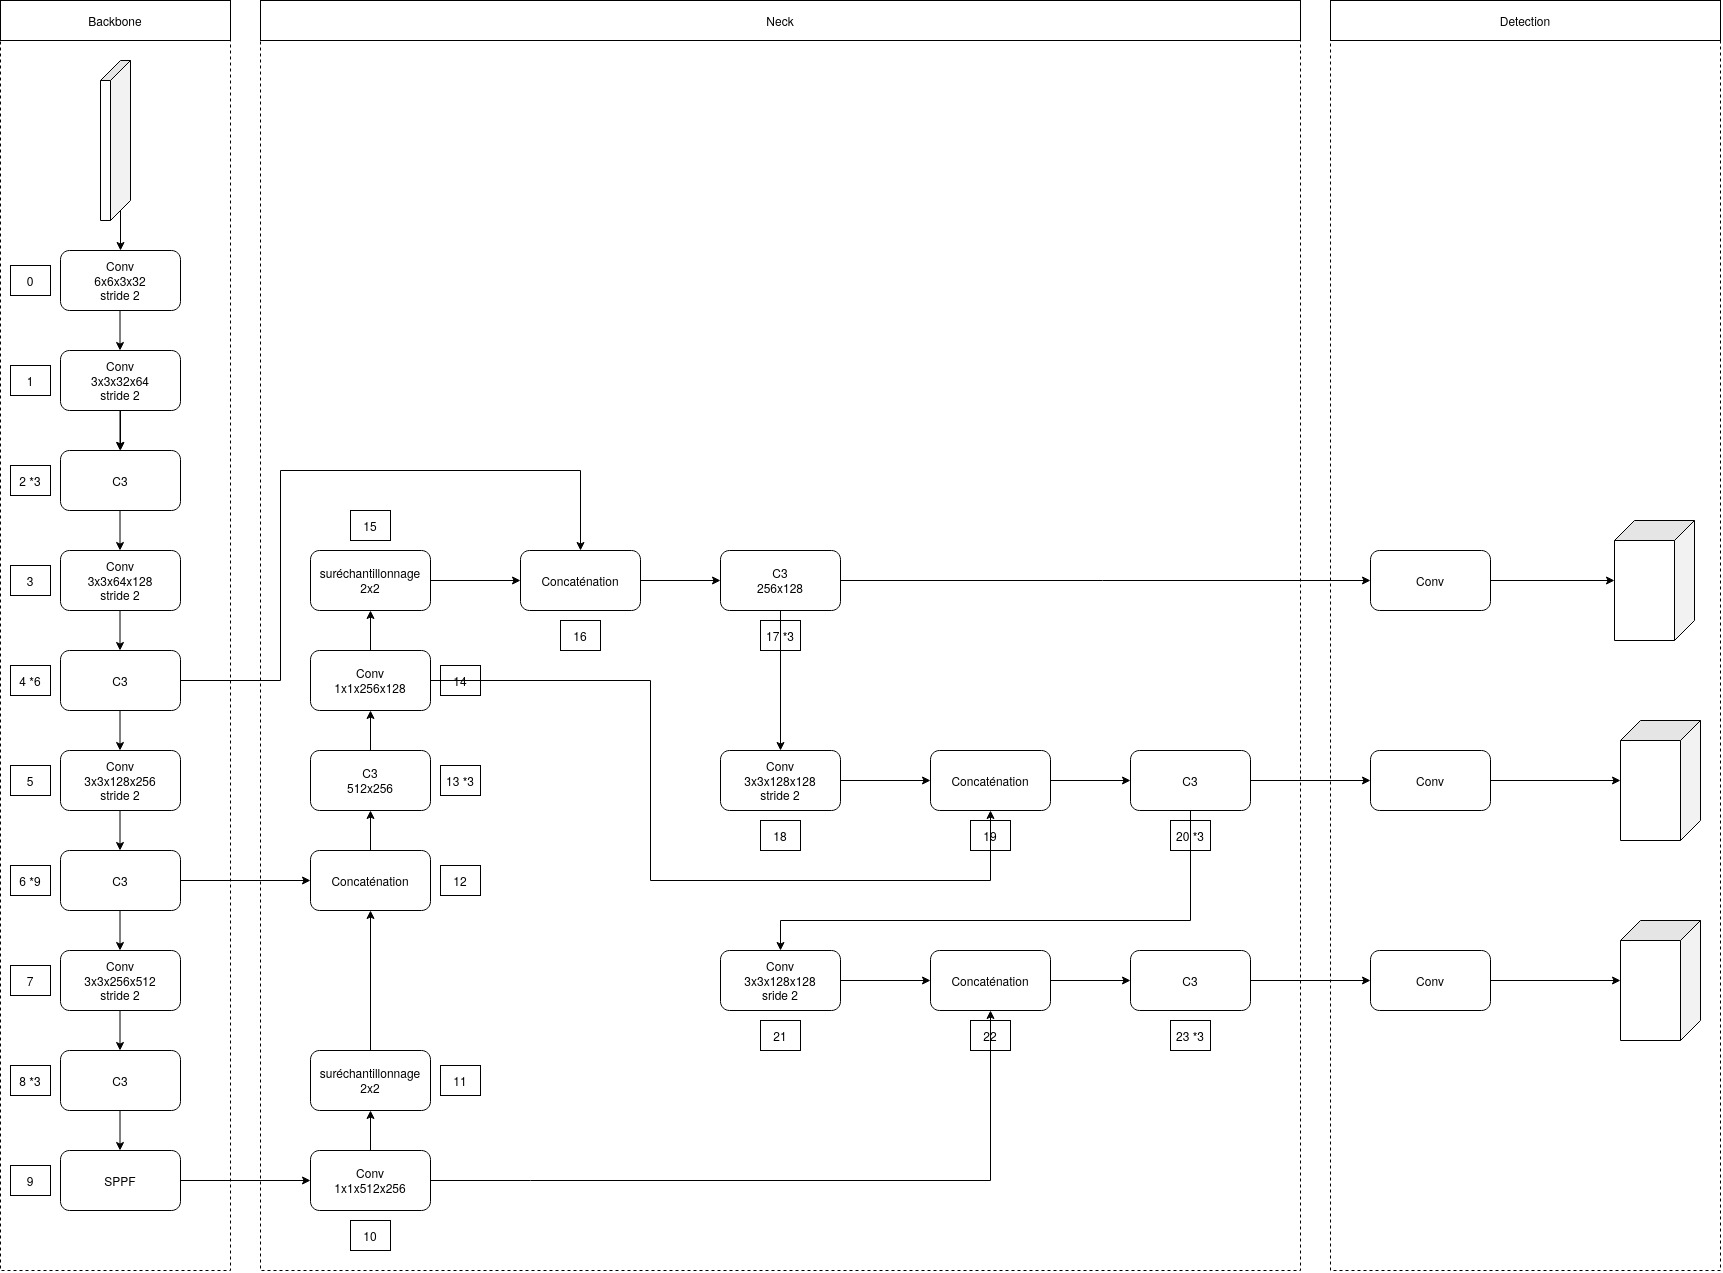 Backbone
Neck
Detection
0
Conv
6x6x3x32
stride 2
1
Conv
3x3x32x64
stride 2
2 *3
C3
3
Conv
3x3x64x128
stride 2
4 *6
C3
5
Conv
3x3x128x256
stride 2
6 *9
C3
7
Conv
3x3x256x512
stride 2
8 *3
C3
9
SPPF
15
suréchantillonnage
2x2
Conv
1x1x256x128
14
C3
512x256
13 *3
Concaténation
12
suréchantillonnage
2x2
11
Conv
1x1x512x256
10
Concaténation
16
C3
256x128
17 *3
Conv
3x3x128x128
stride 2
18
Concaténation
19
C3
20 *3
Conv
3x3x128x128
sride 2
21
Concaténation
22
C3
23 *3
Conv
Conv
Conv